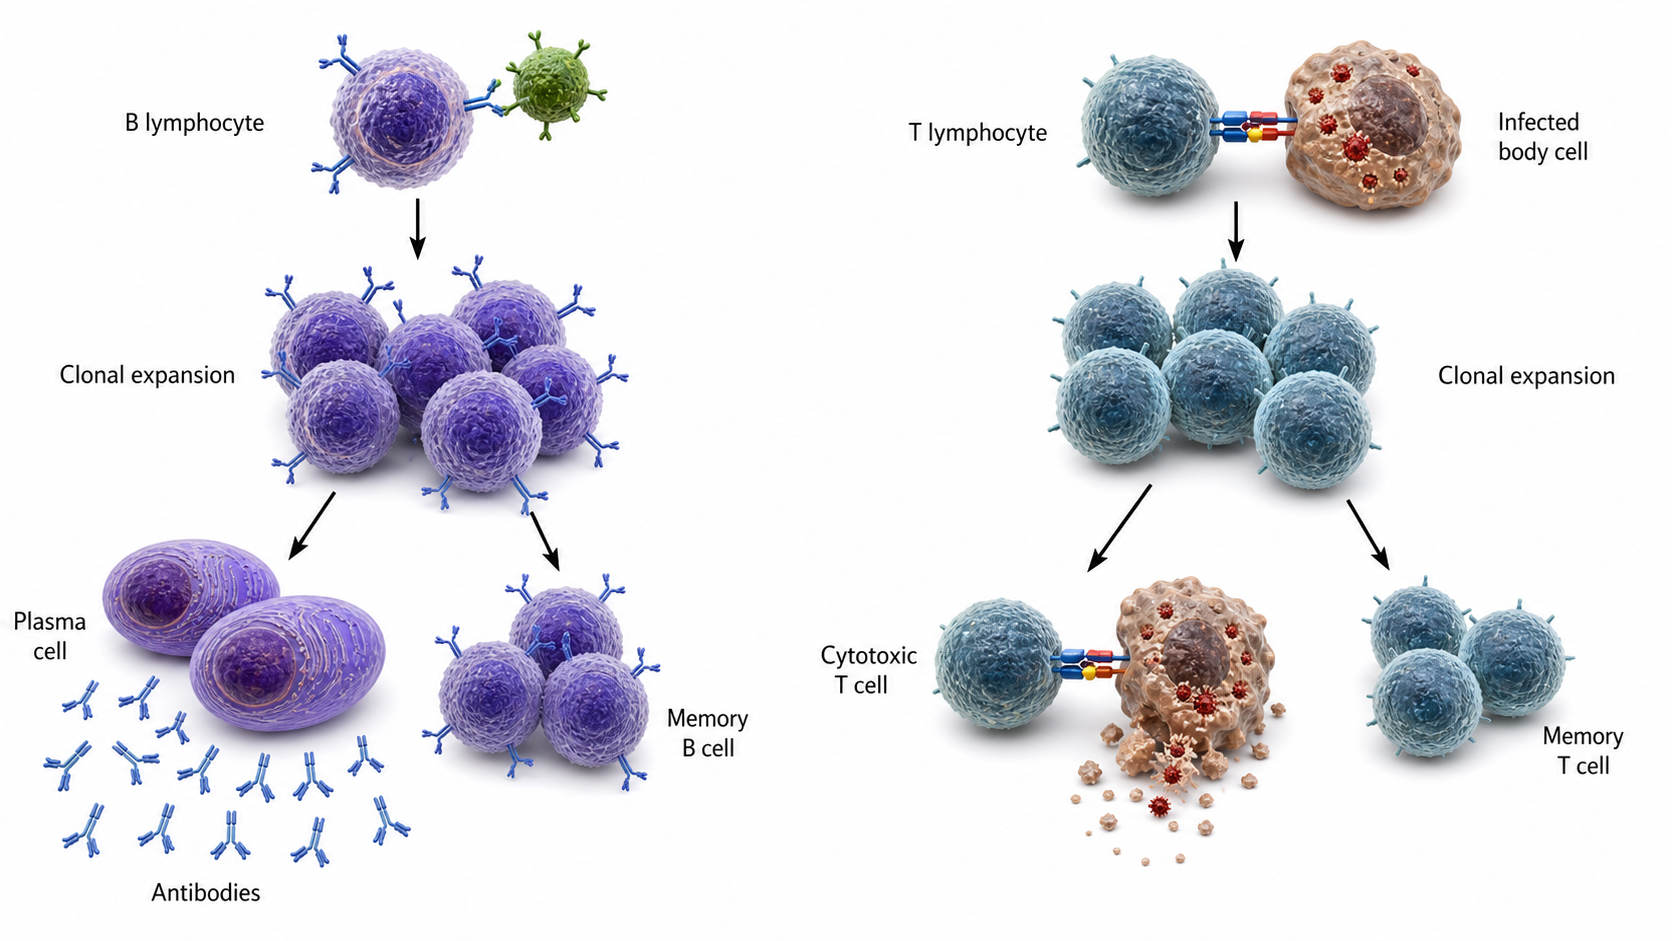 B lymphocyte
T lymphocyte
Infected
body cell
Clonal expansion
Clonal expansion
Plasma
cell
Memory
B cell
Antibodies
Cytotoxic
T cell
Memory
T cell